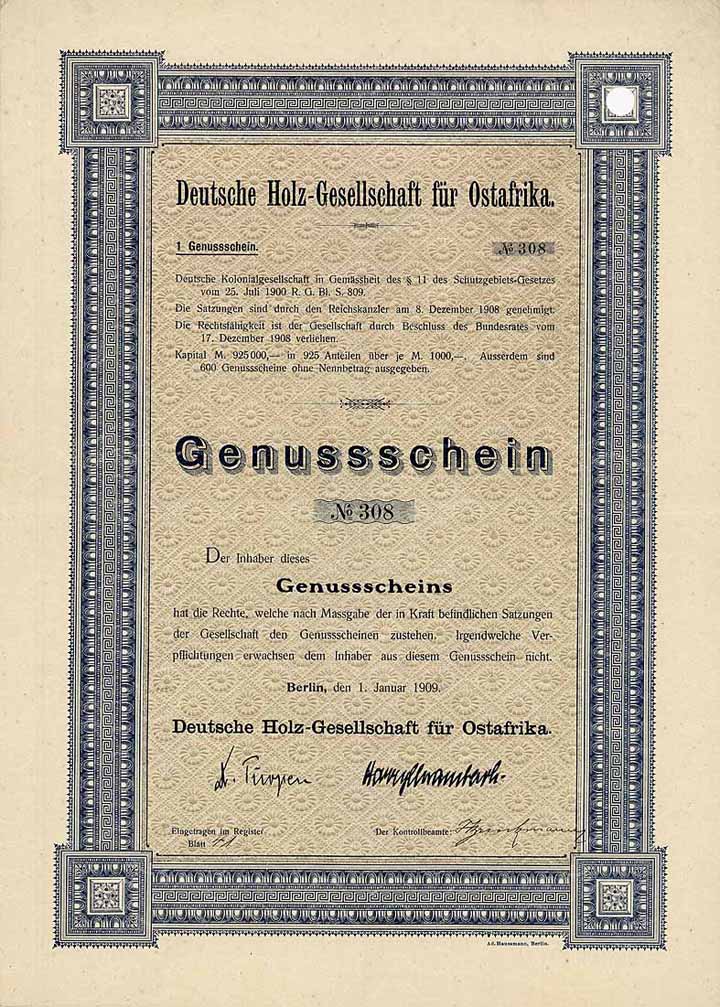 Deutsche Holz-Gesellschaft für Ostafrika.
1 Genussschein.
№ 308
Deutsche Kolonialgesellschaft in Gemässheit des § 11 des Schutzgebiets-Gesetzes
vom 25. Juli 1900 R. G. Bl. S. 809.
Die Satzungen sind durch den Reichskanzler am 8. Dezember 1908 genehmigt.
Die Rechtsfähigkeit ist der Gesellschaft durch Beschluss des Bundesrates vom
17. Dezember 1908 verliehen.
Kapital M. 925000,— in 925 Anteilen über je M. 1000,—. Ausserdem sind
600 Genussscheine ohne Nennbetrag ausgegeben.
Genussschein
№ 308
Der Inhaber dieses
Genussscheins
hat die Rechte, welche nach Massgabe der in Kraft befindlichen Satzungen
der Gesellschaft den Genussscheinen zustehen. Irgendwelche Ver-
pflichtungen erwachsen dem Inhaber aus diesem Genussschein nicht.
Berlin, den 1. Januar 1909.
Deutsche Holz-Gesellschaft für Ostafrika.
Eingetragen im Register
Blatt
Der Kontrollbeamte:
Ad. Haussmann, Berlin.